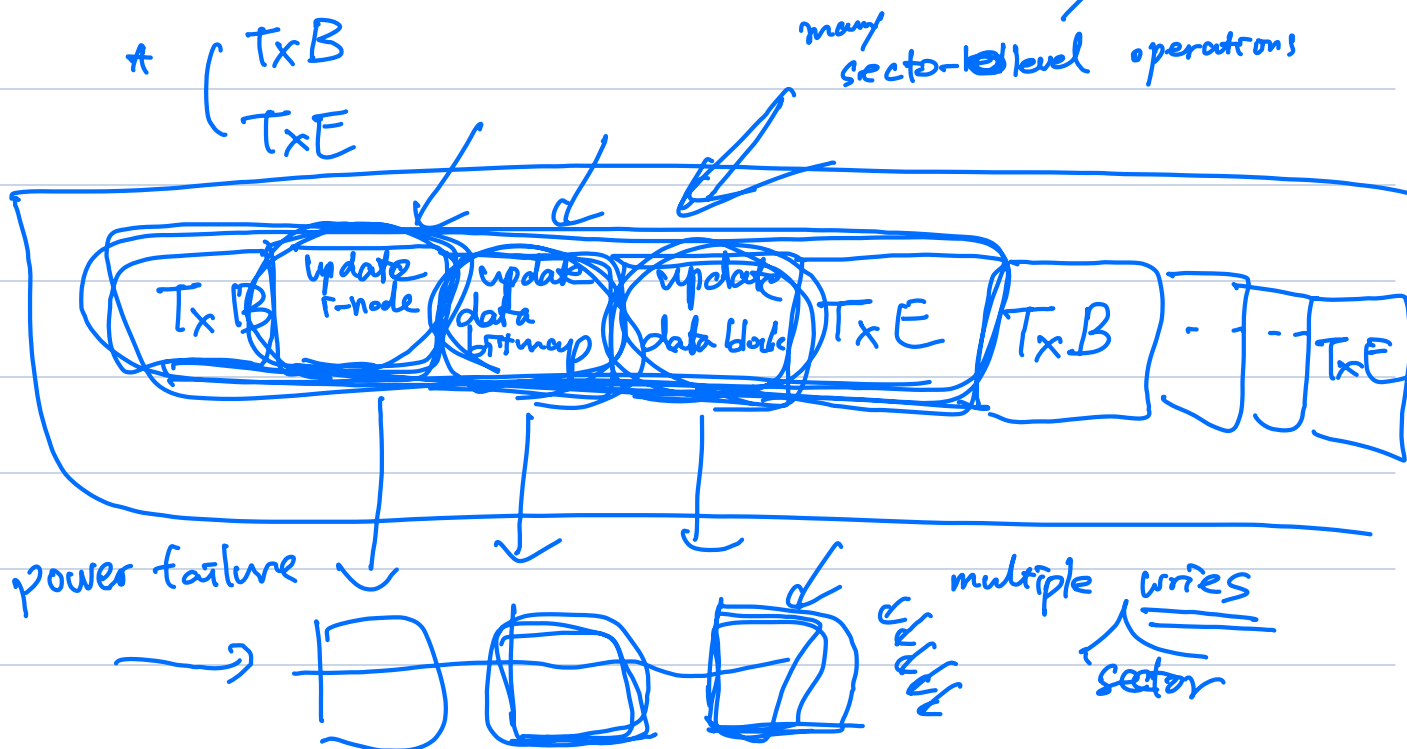 TxB
TxE
many
sector-level operations
TxB
update
i-node
update
data
bitmap
update
data block
TxE
TxB
TxE
power failure
multiple wries
sector